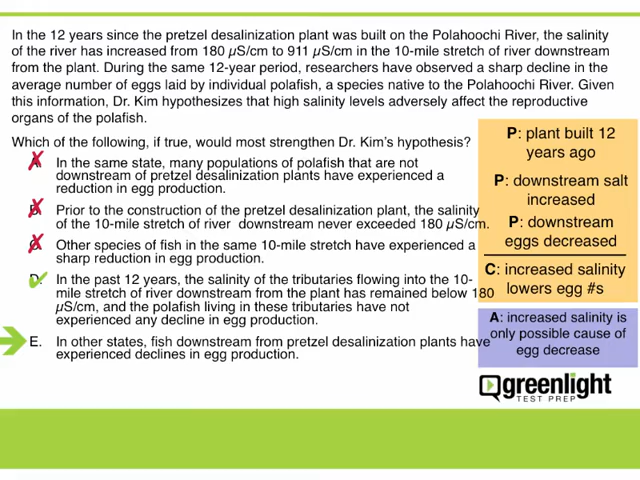 In the 12 years since the pretzel desalinization plant was built on the Polahoochi River, the salinity
of the river has increased from 180 µS/cm to 911 µS/cm in the 10-mile stretch of river downstream
from the plant. During the same 12-year period, researchers have observed a sharp decline in the
average number of eggs laid by individual polafish, a species native to the Polahoochi River. Given
this information, Dr. Kim hypothesizes that high salinity levels adversely affect the reproductive
organs of the polafish.
Which of the following, if true, would most strengthen Dr. Kim's hypothesis?
A. In the same state, many populations of polafish that are not
downstream of pretzel desalinization plants have experienced a
reduction in egg production.
B. Prior to the construction of the pretzel desalinization plant, the salinity
of the 10-mile stretch of river downstream never exceeded 180 µS/cm.
C. Other species of fish in the same 10-mile stretch have experienced a
sharp reduction in egg production.
D. In the past 12 years, the salinity of the tributaries flowing into the 10-
mile stretch of river downstream from the plant has remained below 180
µS/cm, and the polafish living in these tributaries have not
experienced any decline in egg production.
E. In other states, fish downstream from pretzel desalinization plants have
experienced declines in egg production.
P: plant built 12
years ago
P: downstream salt
increased
P: downstream
eggs decreased
C: increased salinity
lowers egg #s
A: increased salinity is
only possible cause of
egg decrease
greenlight
TEST PREP